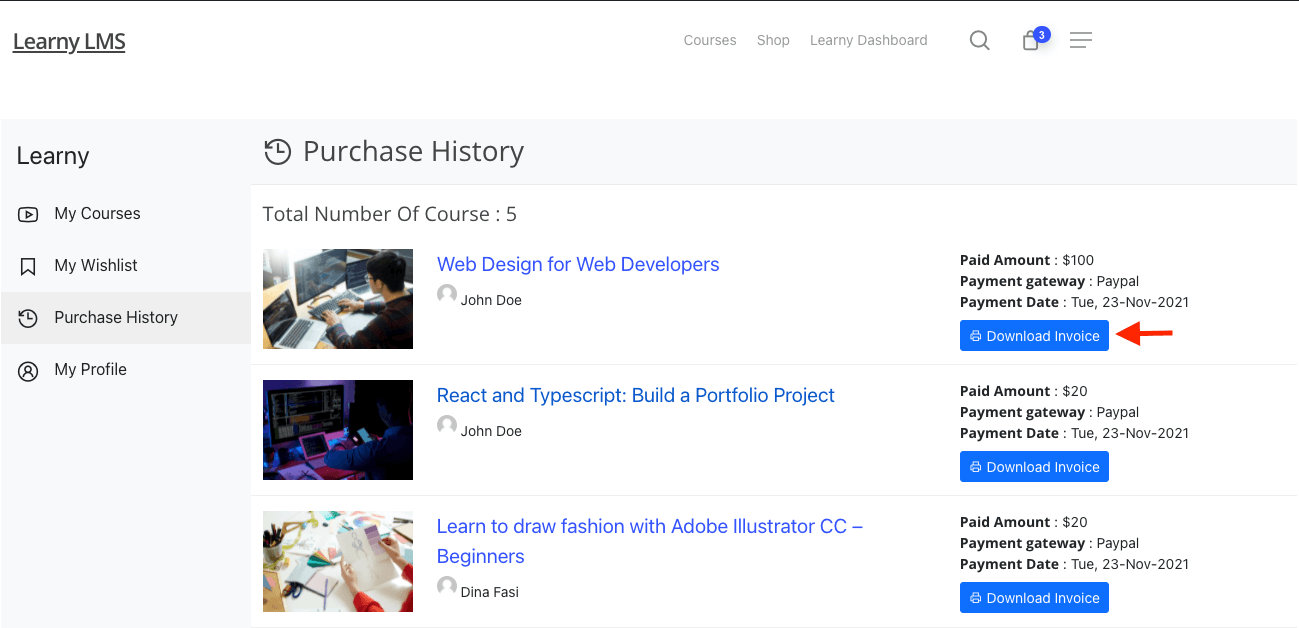 Learny LMS
Courses Shop Learny Dashboard 3
Learny
My Courses
My Wishlist
Purchase History
My Profile
Purchase History
Total Number Of Course : 5
Web Design for Web Developers
John Doe
Paid Amount : $100
Payment gateway : Paypal
Payment Date : Tue, 23-Nov-2021
Download Invoice
React and Typescript: Build a Portfolio Project
John Doe
Paid Amount : $20
Payment gateway : Paypal
Payment Date : Tue, 23-Nov-2021
Download Invoice
Learn to draw fashion with Adobe Illustrator CC –
Beginners
Dina Fasi
Paid Amount : $20
Payment gateway : Paypal
Payment Date : Tue, 23-Nov-2021
Download Invoice